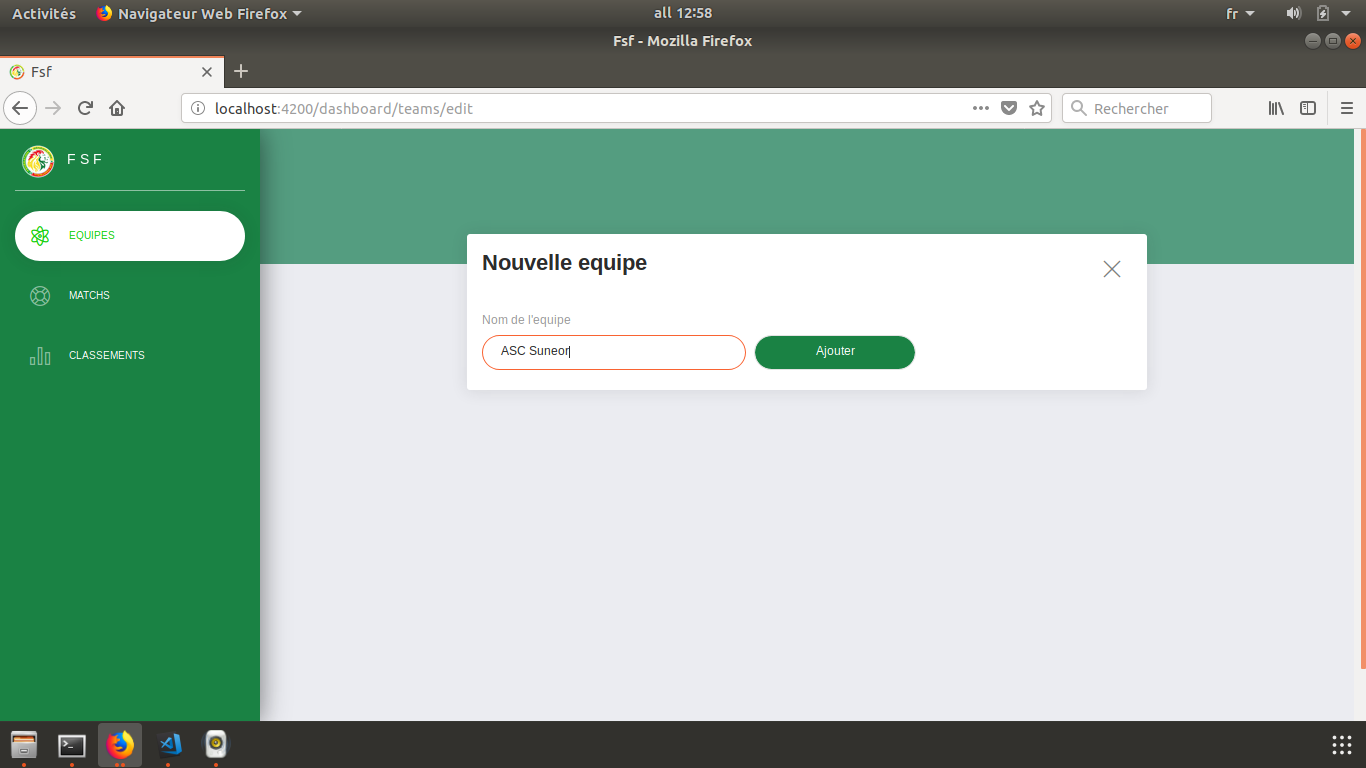 Activités Navigateur Web Firefox all 12:58 fr
Fsf - Mozilla Firefox
Fsf
localhost:4200/dashboard/teams/edit Rechercher
F S F
EQUIPES
MATCHS
CLASSEMENTS
Nouvelle equipe
Nom de l'equipe
ASC Suneor Ajouter